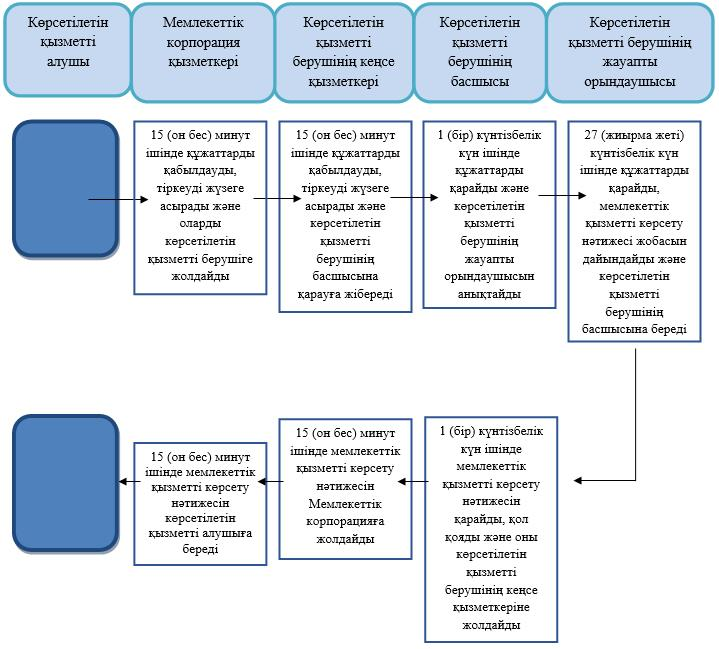 Көрсетілетін
қызметті
алушы
Мемлекеттік
корпорация
қызметкері
Көрсетілетін
қызметті
берушінің кеңсе
қызметкері
Көрсетілетін
қызметті
берушінің
басшысы
Көрсетілетін
қызметті берушінің
жауапты
орындаушысы
15 (он бес) минут
ішінде құжаттарды
қабылдауды,
тіркеуді жүзеге
асырады және
оларды
көрсетілетін
қызметті берушіге
жолдайды
15 (он бес) минут
ішінде құжаттарды
қабылдауды,
тіркеуді жүзеге
асырады және
көрсетілетін
қызметті
берушінің
басшысына
қарауға жібереді
1 (бір) күнтізбелік
күн ішінде
құжаттарды
қарайды және
көрсетілетін
қызметті
берушінің
жауапты
орындаушысын
анықтайды
27 (жиырма жеті)
күнтізбелік күн
ішінде құжаттарды
қарайды,
мемлекеттік
қызметті көрсету
нәтижесі жобасын
дайындайды және
көрсетілетін
қызметті
берушінің
басшысына береді
15 (он бес) минут
ішінде мемлекеттік
қызметті көрсету
нәтижесін
көрсетілетін
қызметті алушыға
береді
15 (он бес) минут
ішінде мемлекеттік
қызметті көрсету
нәтижесін
Мемлекеттік
корпорацияға
жолдайды
1 (бір) күнтізбелік
күн ішінде
мемлекеттік
қызметті көрсету
нәтижесін
қарайды, қол
қояды және оны
көрсетілетін
қызметті
берушінің кеңсе
қызметкеріне
жолдайды